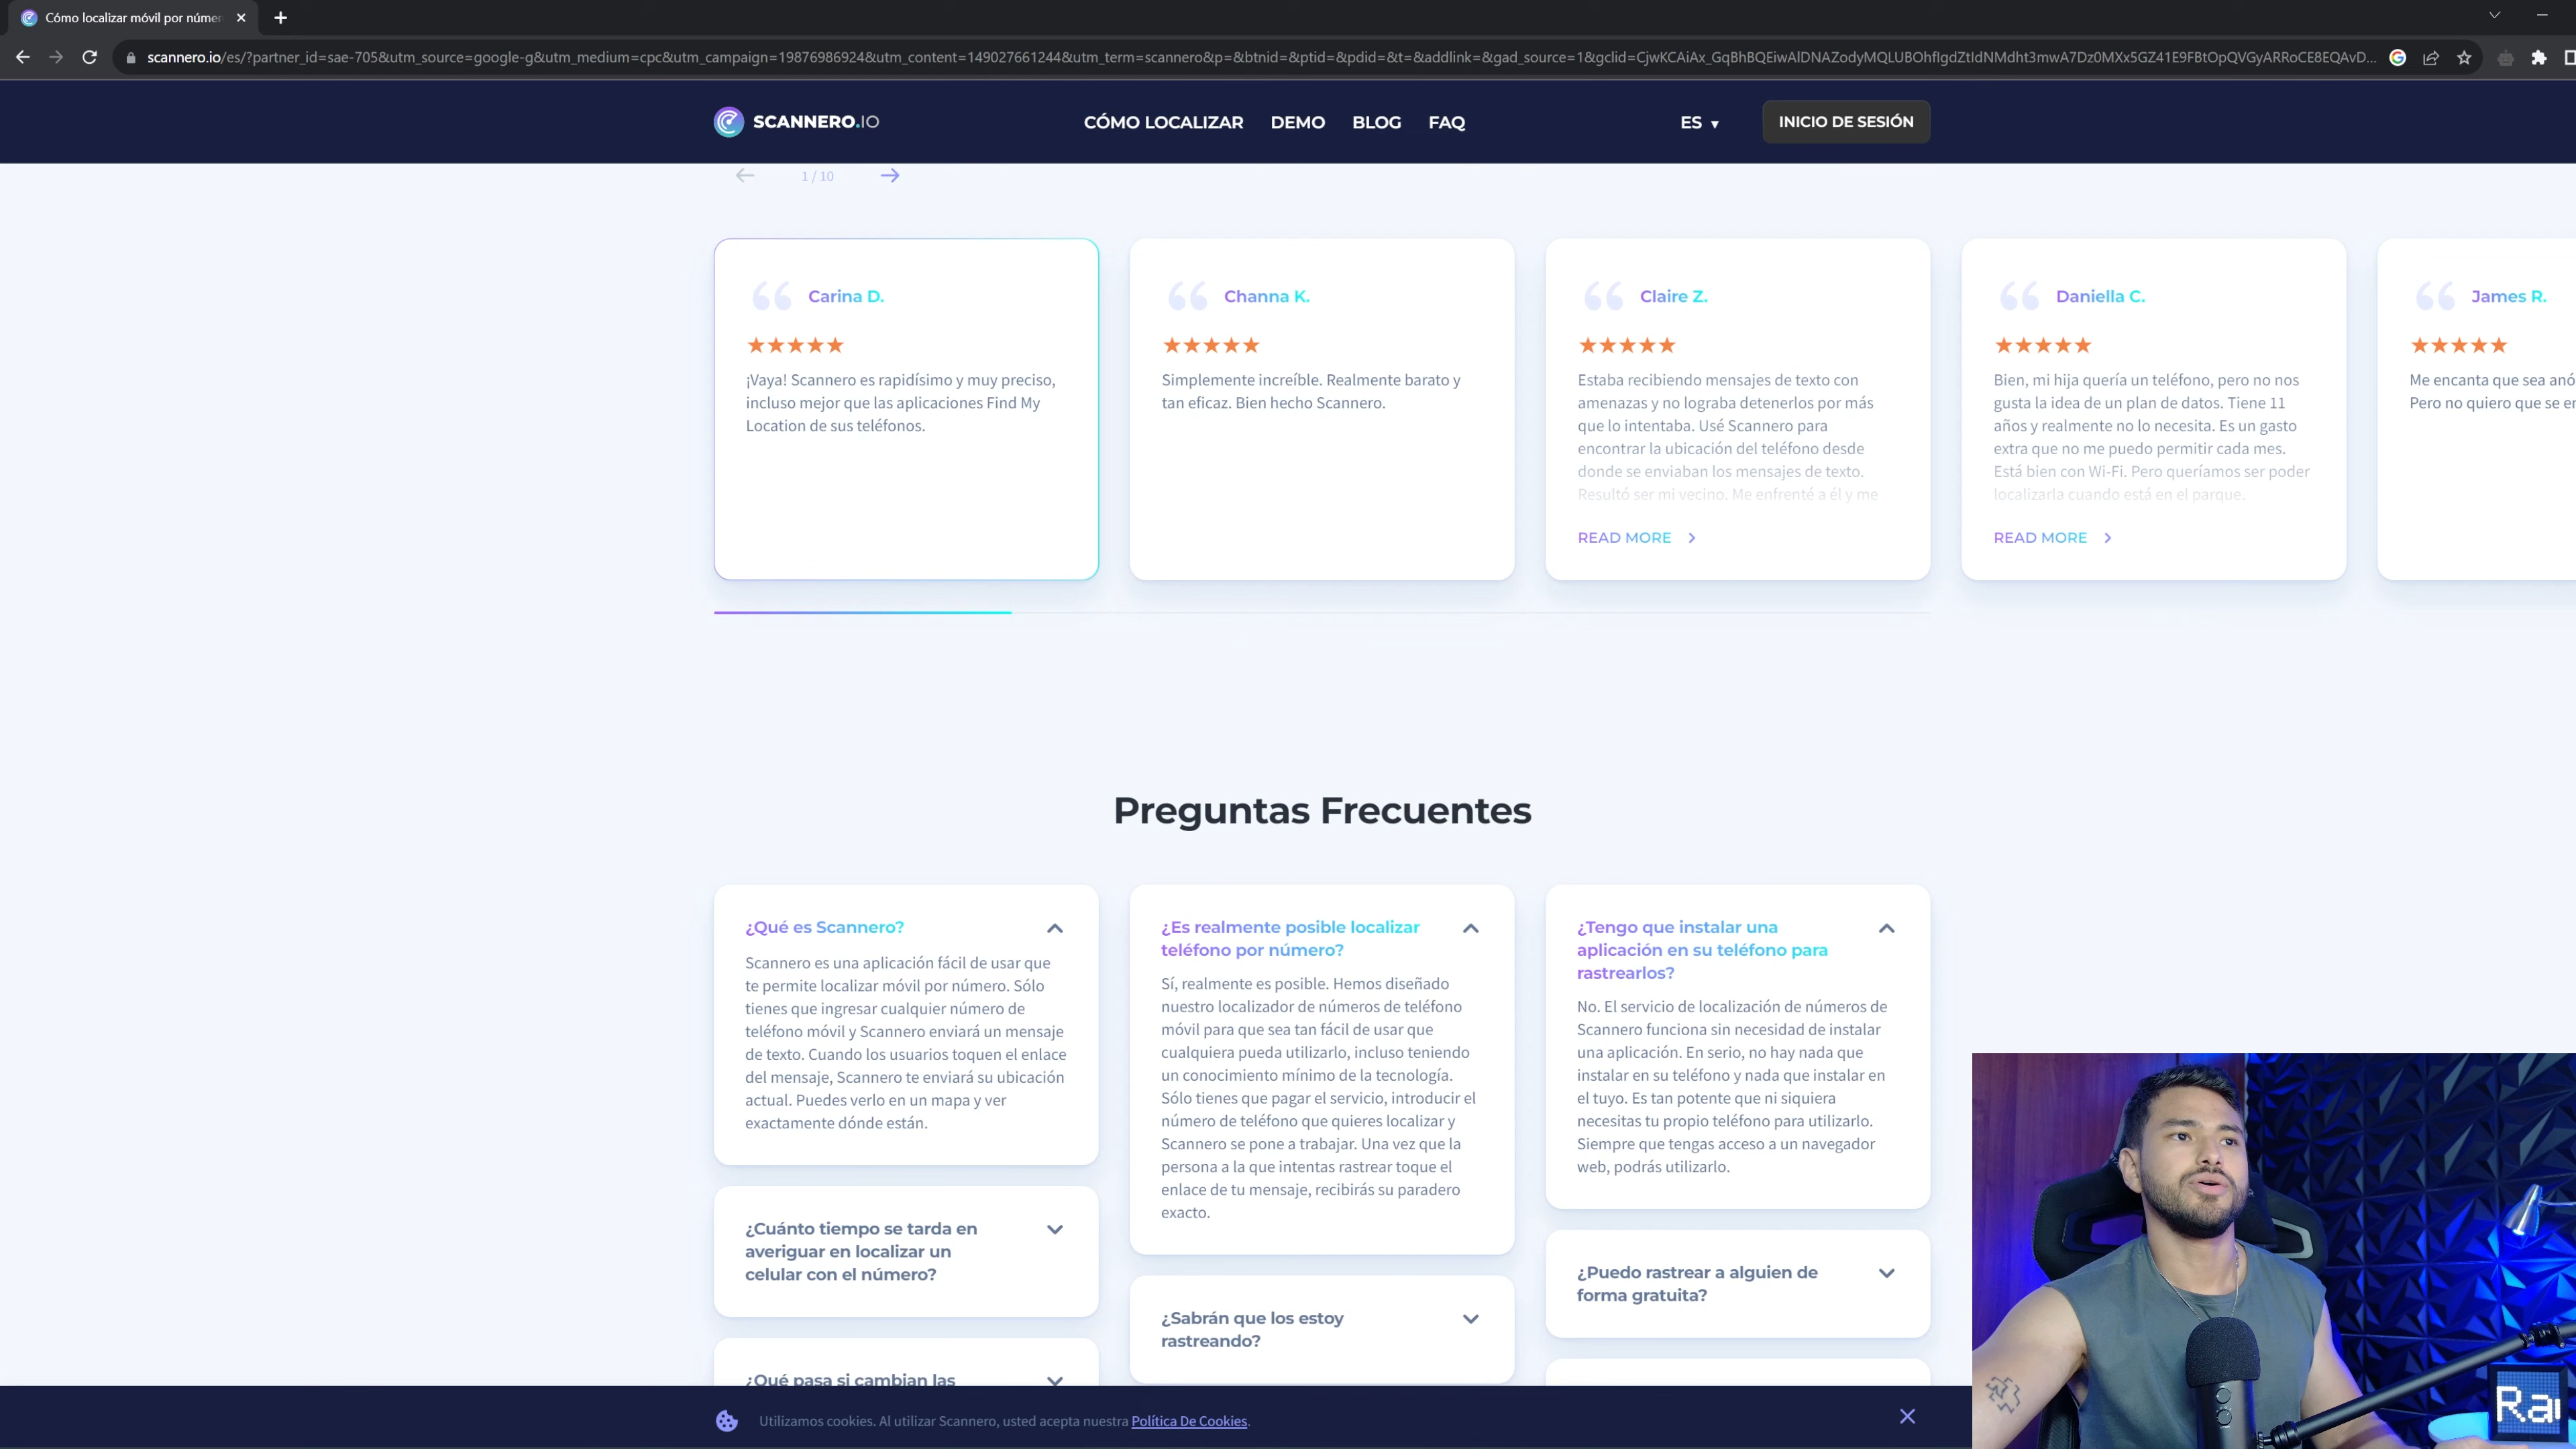 Cómo localizar móvil por númer
scannero.io/es/?partner_id=sae-705&utm_source=google-g&utm_medium=cpc&utm_campaign=19876986924&utm_content=149027661244&utm_term=scannero&p=&btnid=&ptid=&pdid=&t=&addlink=&gad_source=1&gclid=
SCANNERO.IO
CÓMO LOCALIZAR
DEMO
BLOG
FAQ
ES
INICIO DE SESIÓN
1 / 10
Carina D.
¡Vaya! Scannero es rapidísimo y muy preciso,
incluso mejor que las aplicaciones Find My
Location de sus teléfonos.
Channa K.
Simplemente increíble. Realmente barato y
tan eficaz. Bien hecho Scannero.
Claire Z.
Estaba recibiendo mensajes de texto con
amenazas y no lograba detenerlos por más
que lo intentaba. Usé Scannero para
encontrar la ubicación del teléfono desde
donde se enviaban los mensajes de texto.
Resultó ser mi vecino. Me enfrenté a él y me
READ MORE
Daniella C.
Bien, mi hija quería un teléfono, pero no nos
gusta la idea de un plan de datos. Tiene 11
años y realmente no lo necesita. Es un gasto
extra que no me puedo permitir cada mes.
Está bien con Wi-Fi. Pero queríamos ser poder
localizarla cuando está en el parque.
READ MORE
James R.
Me encanta que sea anó
Pero no quiero que se en
Preguntas Frecuentes
¿Qué es Scannero?
Scannero es una aplicación fácil de usar que
te permite localizar móvil por número. Sólo
tienes que ingresar cualquier número de
teléfono móvil y Scannero enviará un mensaje
de texto. Cuando los usuarios toquen el enlace
del mensaje, Scannero te enviará su ubicación
actual. Puedes verlo en un mapa y ver
exactamente dónde están.
¿Cuánto tiempo se tarda en
averiguar en localizar un
celular con el número?
¿Qué pasa si cambian las
¿Es realmente posible localizar
teléfono por número?
Sí, realmente es posible. Hemos diseñado
nuestro localizador de números de teléfono
móvil para que sea tan fácil de usar que
cualquiera pueda utilizarlo, incluso teniendo
un conocimiento mínimo de la tecnología.
Sólo tienes que pagar el servicio, introducir el
número de teléfono que quieres localizar y
Scannero se pone a trabajar. Una vez que la
persona a la que intentas rastrear toque el
enlace de tu mensaje, recibirás su paradero
exacto.
¿Sabrán que los estoy
rastreando?
¿Tengo que instalar una
aplicación en su teléfono para
rastrearlos?
No. El servicio de localización de números de
Scannero funciona sin necesidad de instalar
una aplicación. En serio, no hay nada que
instalar en su teléfono y nada que instalar en
el tuyo. Es tan potente que ni siquiera
necesitas tu propio teléfono para utilizarlo.
Siempre que tengas acceso a un navegador
web, podrás utilizarlo.
¿Puedo rastrear a alguien de
forma gratuita?
Utilizamos cookies. Al utilizar Scannero, usted acepta nuestra Política De Cookies.
Ra